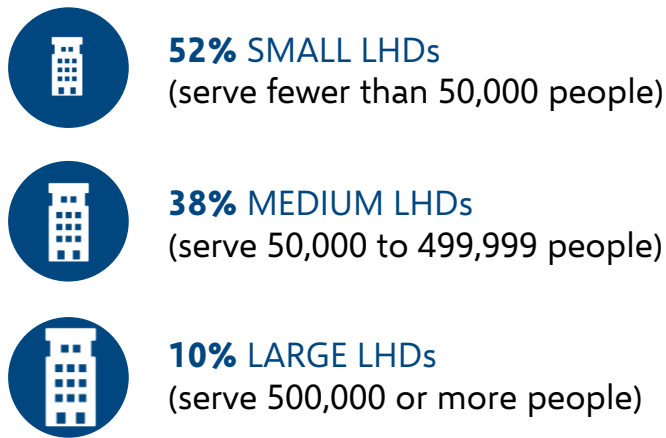 52% SMALL LHDs
(serve fewer than 50,000 people)
38% MEDIUM LHDs
(serve 50,000 to 499,999 people)
10% LARGE LHDs
(serve 500,000 or more people)